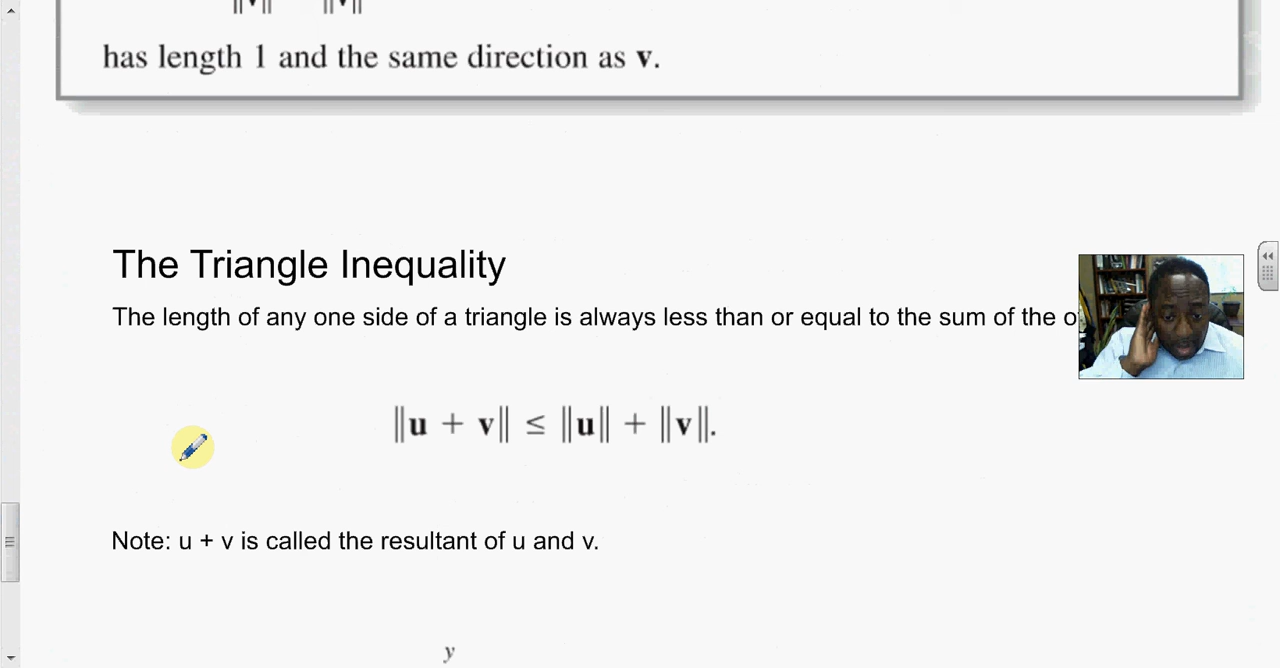 has length 1 and the same direction as v.
The Triangle Inequality
The length of any one side of a triangle is always less than or equal to the sum of the
‖u + v‖ ≤ ‖u‖ + ‖v‖.
Note: u + v is called the resultant of u and v.
y